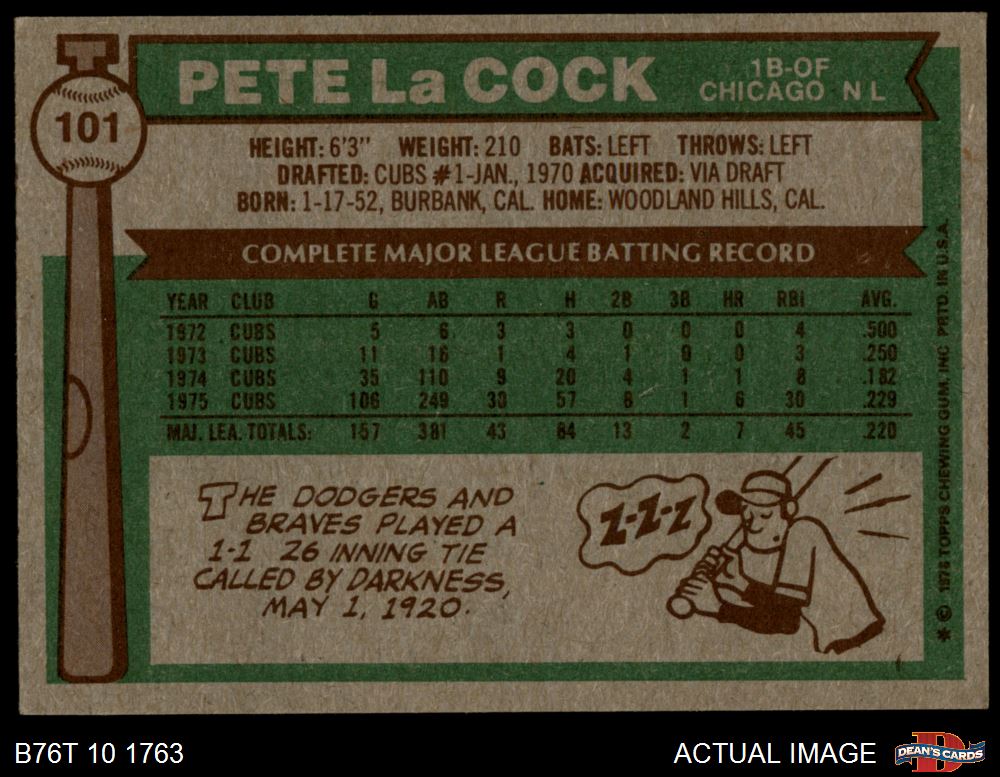 101
PETE La COCK
1B-OF
CHICAGO N L
HEIGHT: 6'3" WEIGHT: 210 BATS: LEFT THROWS: LEFT
DRAFTED: CUBS #1-JAN., 1970 ACQUIRED: VIA DRAFT
BORN: 1-17-52, BURBANK, CAL. HOME: WOODLAND HILLS, CAL.
COMPLETE MAJOR LEAGUE BATTING RECORD
YEAR CLUB G AB R H 2B 3B HR RBI AVG.
1972 CUBS 5 6 3 3 0 0 0 4 .500
1973 CUBS 11 16 1 4 1 0 0 3 .250
1974 CUBS 35 110 9 20 4 1 1 8 .182
1975 CUBS 106 249 30 57 8 1 6 30 .229
MAJ. LEA. TOTALS: 157 381 43 84 13 2 7 45 .220
THE DODGERS AND
BRAVES PLAYED A
1-1 26 INNING TIE
CALLED BY DARKNESS,
MAY 1, 1920.
Z-Z-Z
* © 1976 TOPPS CHEWING GUM, INC PRTD. IN U.S.A.
B76T 10 1763
ACTUAL IMAGE
DEAN'S CARDS